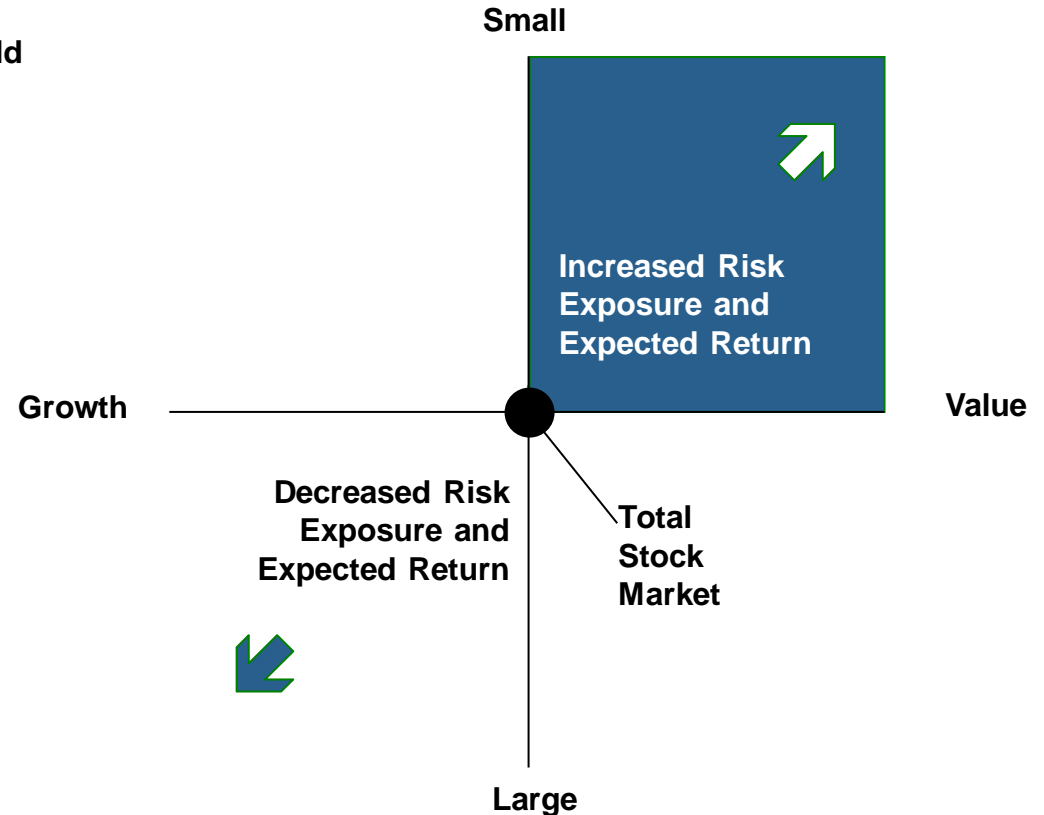 Small
Increased Risk
Exposure and
Expected Return
Growth
Value
Decreased Risk
Exposure and
Expected Return
Total
Stock
Market
Large